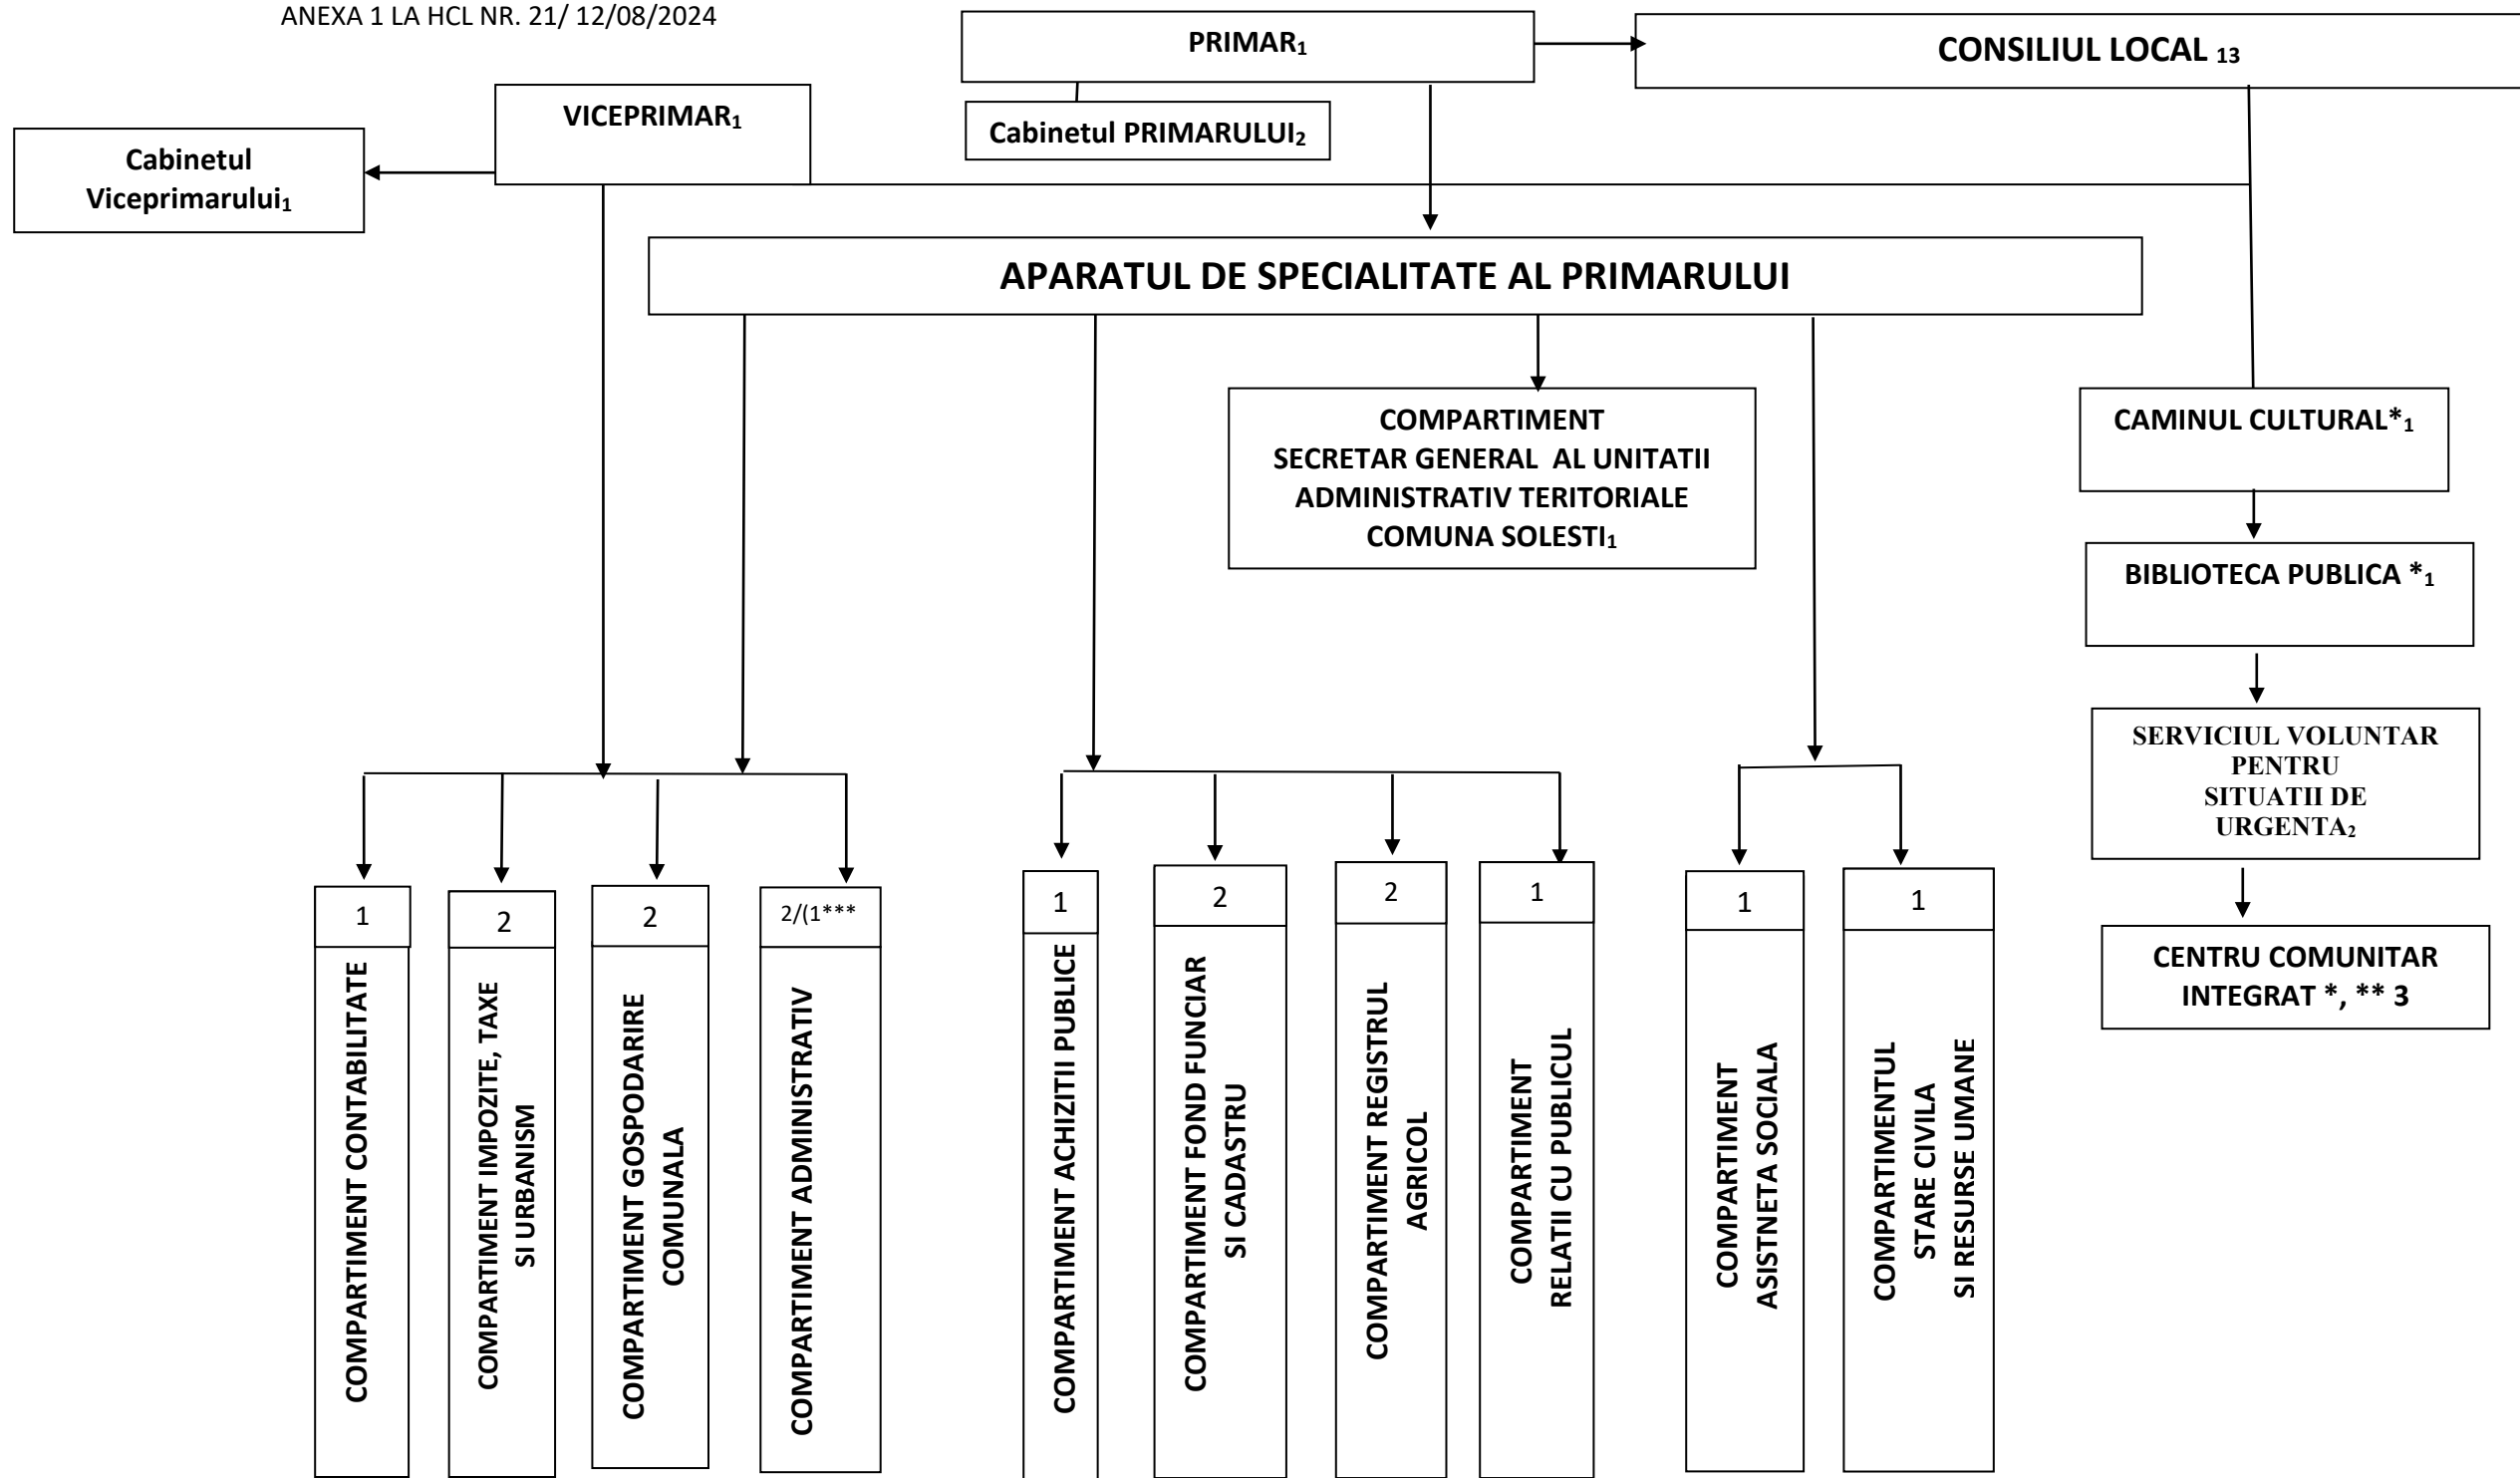 ANEXA 1 LA HCL NR. 21/ 12/08/2024
PRIMAR1
CONSILIUL LOCAL 13
VICEPRIMAR1
Cabinetul PRIMARULUI2
Cabinetul
Viceprimarului1
APARATUL DE SPECIALITATE AL PRIMARULUI
COMPARTIMENT
SECRETAR GENERAL AL UNITATII
ADMINISTRATIV TERITORIALE
COMUNA SOLESTI1
CAMINUL CULTURAL*1
BIBLIOTECA PUBLICA *1
SERVICIUL VOLUNTAR
PENTRU
SITUATII DE
URGENTA2
CENTRU COMUNITAR
INTEGRAT *, ** 3
1
COMPARTIMENT CONTABILITATE
2
COMPARTIMENT IMPOZITE, TAXE
SI URBANISM
2
COMPARTIMENT GOSPODARIRE
COMUNALA
2/(1***
COMPARTIMENT ADMINISTRATIV
1
COMPARTIMENT ACHIZITII PUBLICE
2
COMPARTIMENT FOND FUNCIAR
SI CADASTRU
2
COMPARTIMENT REGISTRUL
AGRICOL
1
COMPARTIMENT
RELATII CU PUBLICUL
1
COMPARTIMENT
ASISTNETA SOCIALA
1
COMPARTIMENTUL
STARE CIVILA
SI RESURSE UMANE